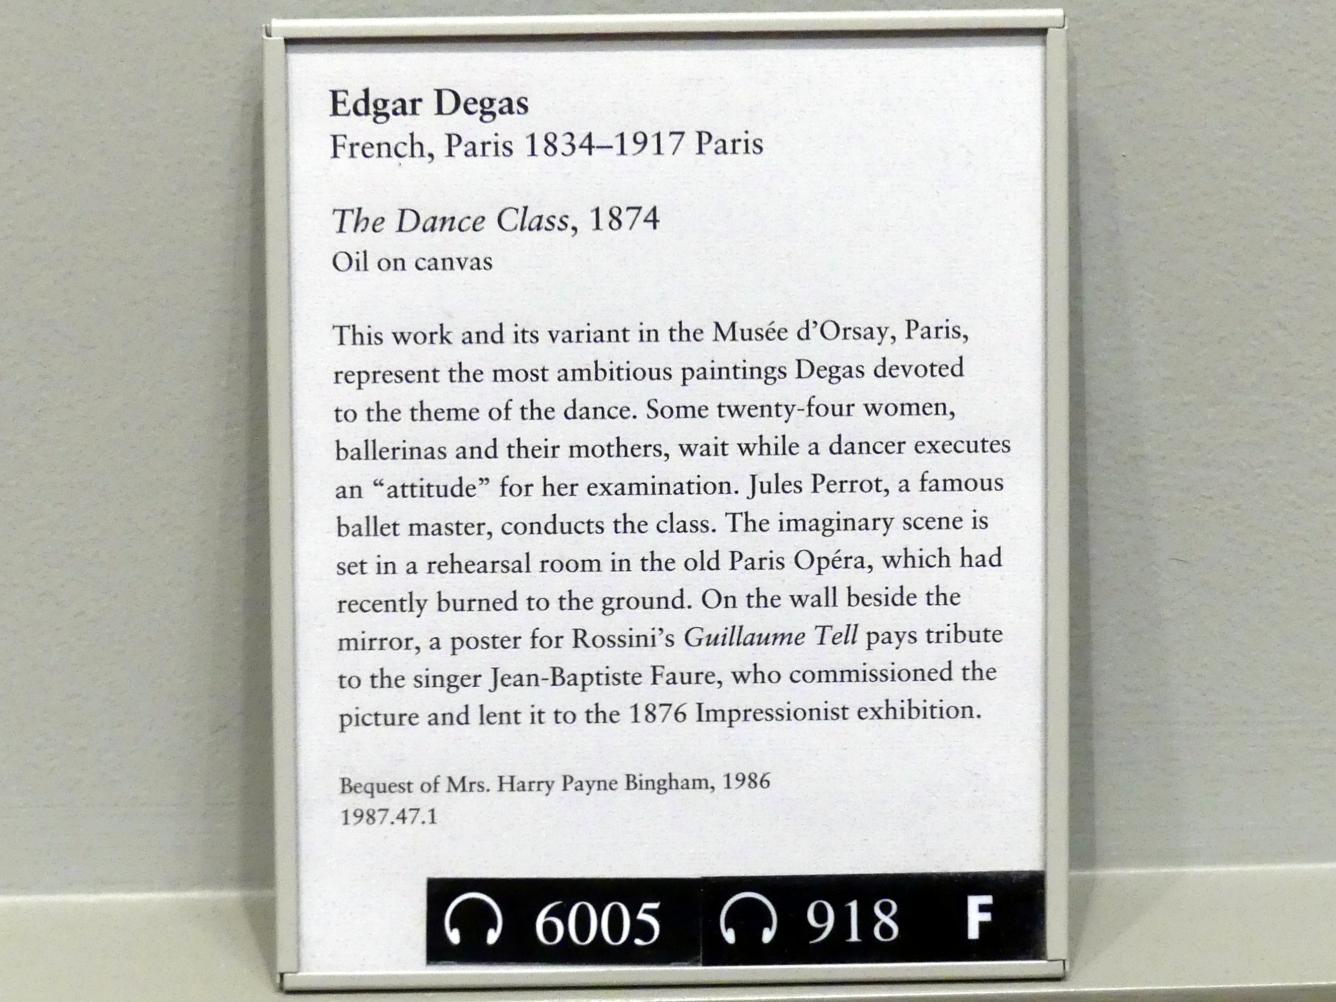 Edgar Degas
French, Paris 1834–1917 Paris
The Dance Class, 1874
Oil on canvas
This work and its variant in the Musée d’Orsay, Paris,
represent the most ambitious paintings Degas devoted
to the theme of the dance. Some twenty-four women,
ballerinas and their mothers, wait while a dancer executes
an “attitude” for her examination. Jules Perrot, a famous
ballet master, conducts the class. The imaginary scene is
set in a rehearsal room in the old Paris Opéra, which had
recently burned to the ground. On the wall beside the
mirror, a poster for Rossini’s Guillaume Tell pays tribute
to the singer Jean-Baptiste Faure, who commissioned the
picture and lent it to the 1876 Impressionist exhibition.
Bequest of Mrs. Harry Payne Bingham, 1986
1987.47.1
6005 918 F